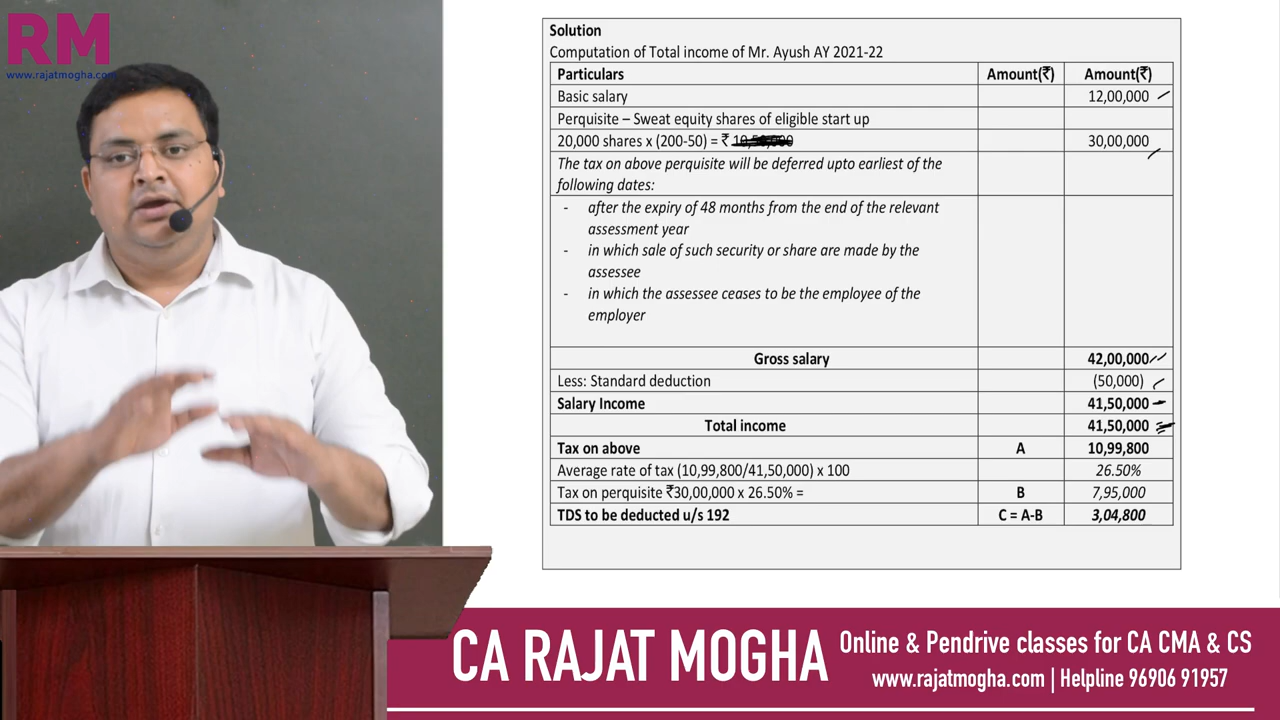 RM
www.rajatmogha.com
Solution
Computation of Total income of Mr. Ayush AY 2021-22
Particulars Amount(₹) Amount(₹)
Basic salary 12,00,000
Perquisite – Sweat equity shares of eligible start up
20,000 shares x (200-50) = ₹ 30,00,000
The tax on above perquisite will be deferred upto earliest of the
following dates:
- after the expiry of 48 months from the end of the relevant
assessment year
- in which sale of such security or share are made by the
assessee
- in which the assessee ceases to be the employee of the
employer
Gross salary 42,00,000
Less: Standard deduction (50,000)
Salary Income 41,50,000
Total income 41,50,000
Tax on above A 10,99,800
Average rate of tax (10,99,800/41,50,000) x 100 26.50%
Tax on perquisite ₹30,00,000 x 26.50% = B 7,95,000
TDS to be deducted u/s 192 C = A-B 3,04,800
CA RAJAT MOGHA
Online & Pendrive classes for CA CMA & CS
www.rajatmogha.com | Helpline 96906 91957